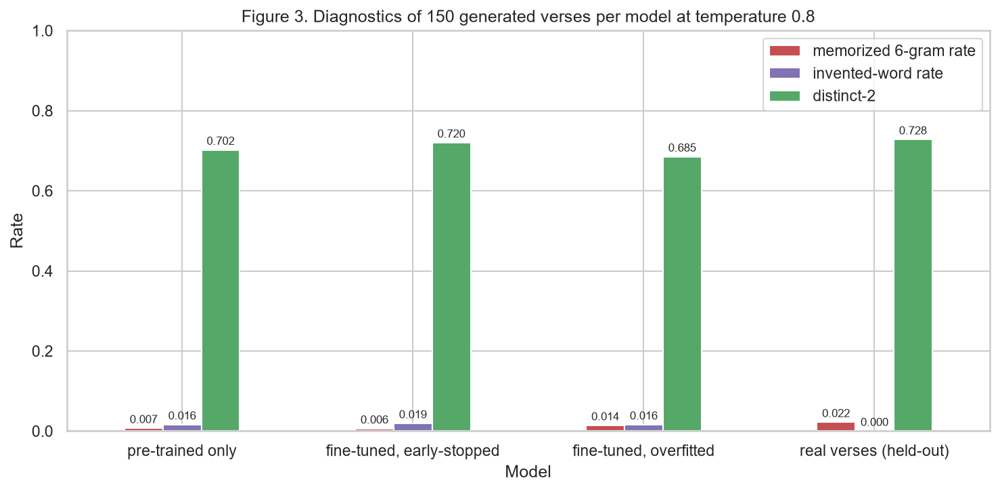 Figure 3. Diagnostics of 150 generated verses per model at temperature 0.8
1.0
0.8
0.6
0.4
0.2
0.0
Rate
memorized 6-gram rate
invented-word rate
distinct-2
0.702
0.720
0.685
0.728
0.007
0.016
0.006
0.019
0.014
0.016
0.022
0.000
pre-trained only
fine-tuned, early-stopped
fine-tuned, overfitted
real verses (held-out)
Model